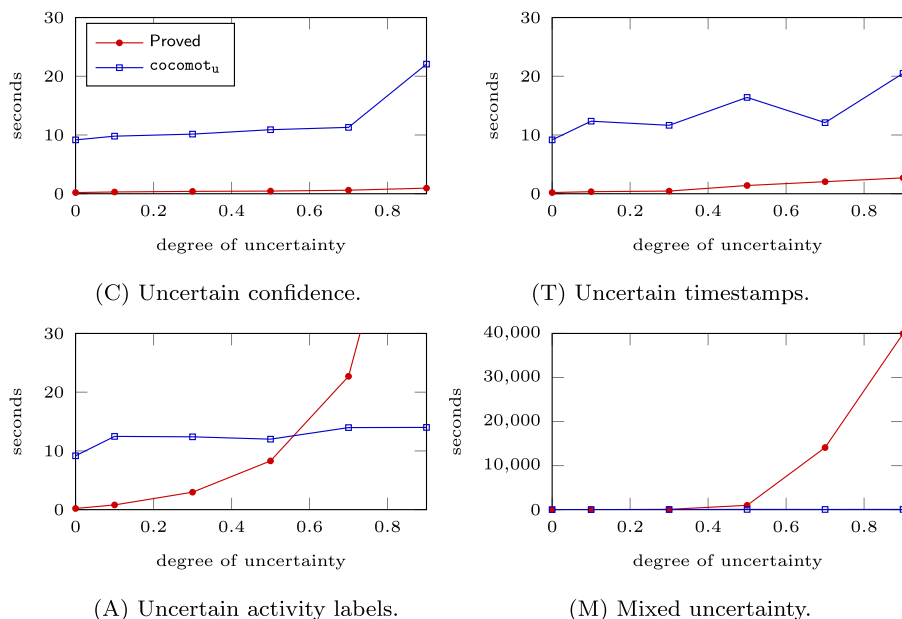 30
20
10
0
0
0.2
0.4
0.6
0.8
seconds
degree of uncertainty
Proved
cocomot_u
(C) Uncertain confidence.
30
20
10
0
0
0.2
0.4
0.6
0.8
seconds
degree of uncertainty
(T) Uncertain timestamps.
30
20
10
0
0
0.2
0.4
0.6
0.8
seconds
degree of uncertainty
(A) Uncertain activity labels.
40,000
30,000
20,000
10,000
0
0
0.2
0.4
0.6
0.8
seconds
degree of uncertainty
(M) Mixed uncertainty.